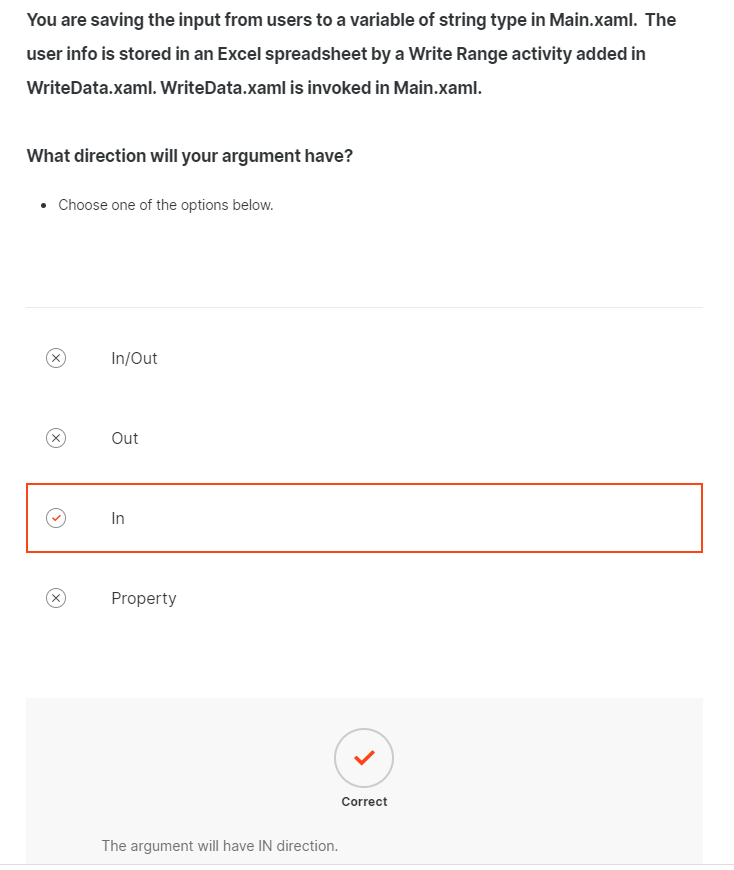 You are saving the input from users to a variable of string type in Main.xaml. The
user info is stored in an Excel spreadsheet by a Write Range activity added in
WriteData.xaml. WriteData.xaml is invoked in Main.xaml.
What direction will your argument have?
• Choose one of the options below.
In/Out
Out
In
Property
Correct
The argument will have IN direction.